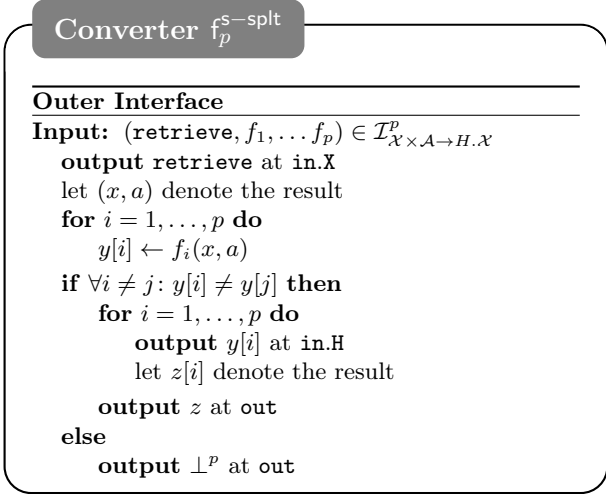 Converter f_p^{s−splt}
Outer Interface
Input: (retrieve, f_1, … f_p) ∈ 𝓘^p_{𝒳×𝒜→H.𝒳}
output retrieve at in.X
let (x, a) denote the result
for i = 1, …, p do
y[i] ← f_i(x, a)
if ∀i ≠ j: y[i] ≠ y[j] then
for i = 1, …, p do
output y[i] at in.H
let z[i] denote the result
output z at out
else
output ⊥^p at out